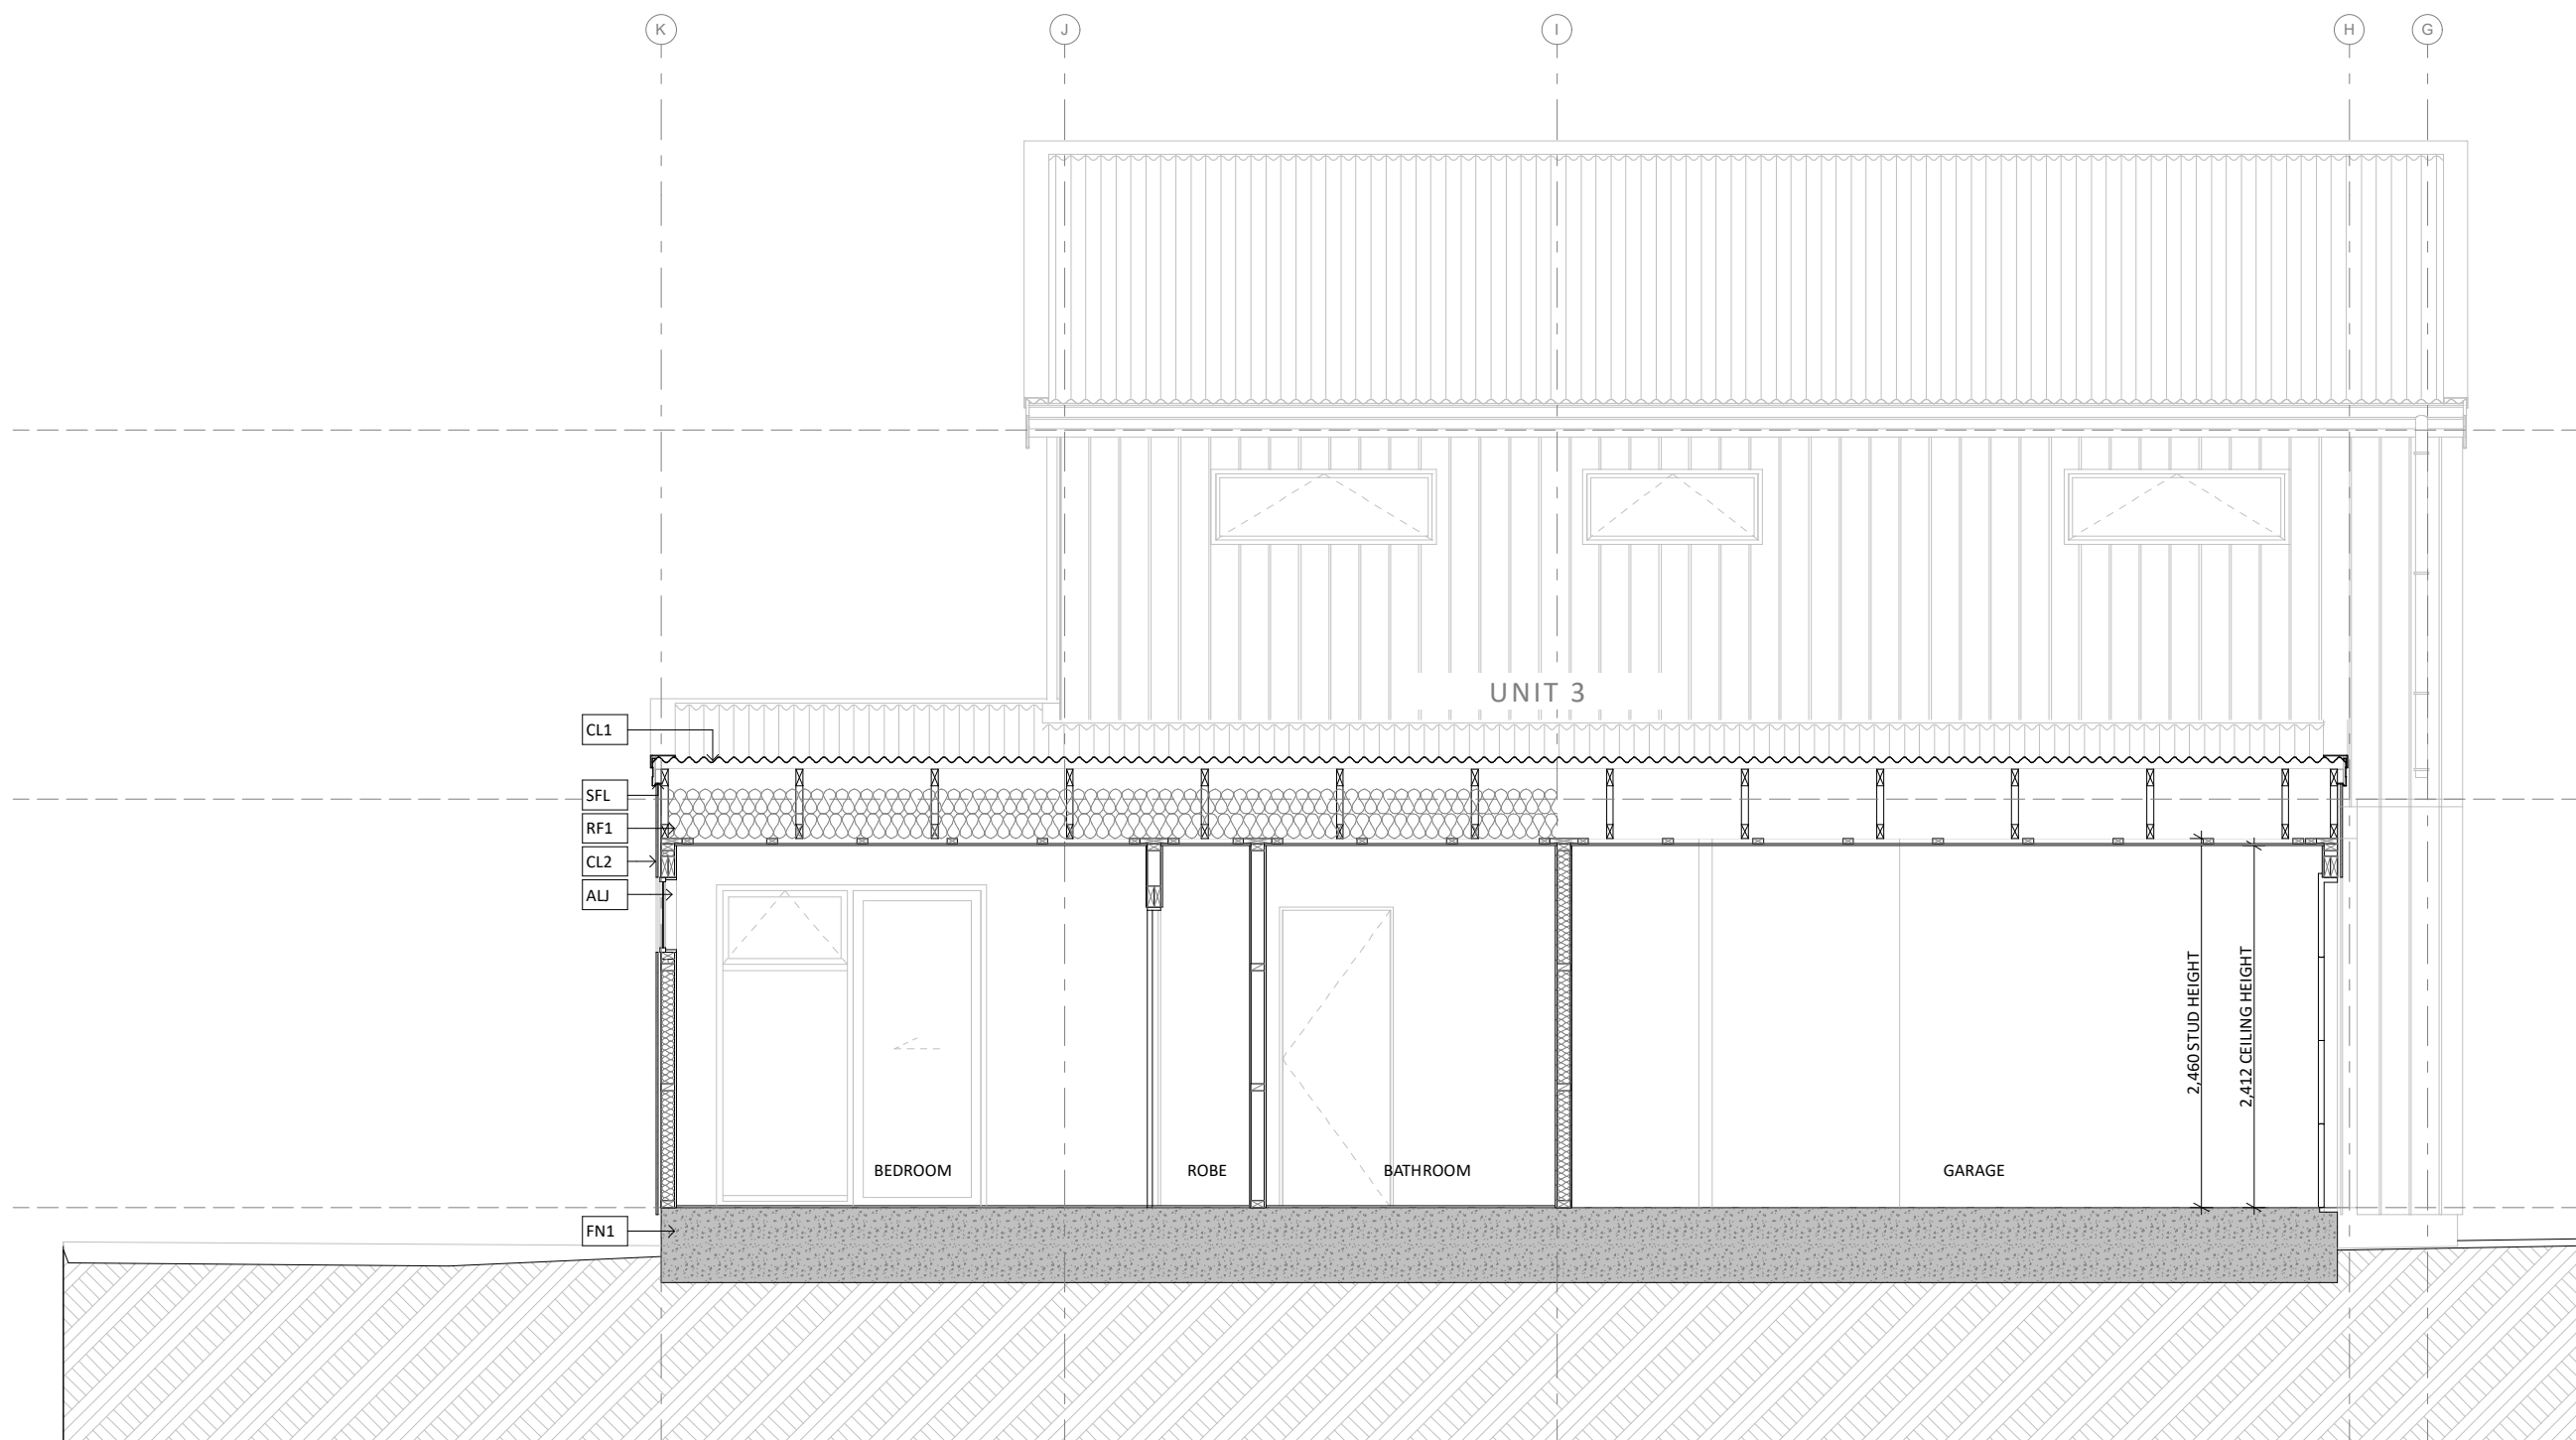 K
J
I
H
G
UNIT 3
CL1
SFL
RF1
CL2
ALJ
2,460 STUD HEIGHT
2,412 CEILING HEIGHT
BEDROOM
ROBE
BATHROOM
GARAGE
FN1